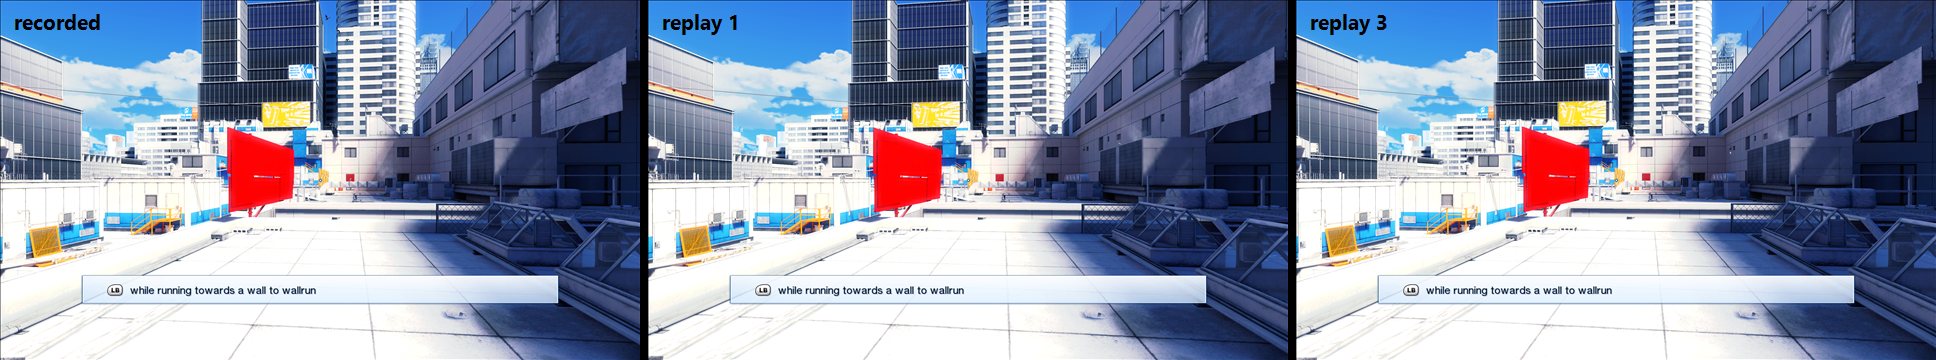 recorded
replay 1
replay 3
LB while running towards a wall to wallrun
LB while running towards a wall to wallrun
LB while running towards a wall to wallrun